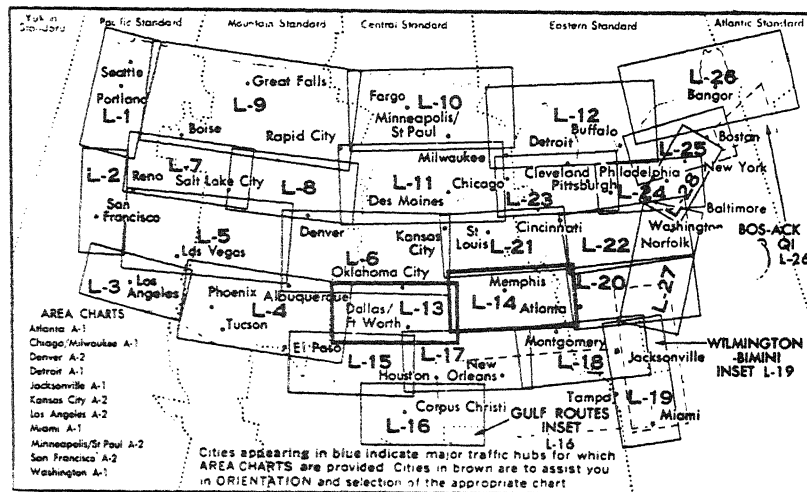 Yukon Standard
Pacific Standard
Mountain Standard
Central Standard
Eastern Standard
Atlantic Standard
Seattle
Portland
L-1
Great Falls
L-9
Boise
Rapid City
Fargo
L-10
Minneapolis/
St Paul
L-12
Buffalo
Detroit
L-26
Bangor
Boston
L-25
New York
L-2
Reno
L-7
Salt Lake City
L-8
Milwaukee
L-11
Chicago
Des Moines
Cleveland
Pittsburgh
L-23
Philadelphia
L-24
L-28
Baltimore
San
Francisco
L-5
Las Vegas
Denver
L-6
Kansas
City
St
Louis
L-21
Cincinnati
L-22
Washington
Norfolk
BOS-ACK
QI
L-26
L-3
Los
Angeles
Phoenix
L-4
Tucson
Albuquerque
Oklahoma City
Dallas/
Ft Worth
L-13
Memphis
L-14
Atlanta
L-20
L-27
El Paso
L-15
L-17
Houston
New
Orleans
Montgomery
L-18
Jacksonville
WILMINGTON
-BIMINI
INSET L-19
Corpus Christi
L-16
GULF ROUTES
INSET
L-16
Tampa
L-19
Miami
AREA CHARTS
Atlanta A-1
Chiago/Milwaukee A-1
Denver A-2
Detroit A-1
Jacksonville A-1
Kansas City A-2
Los Angeles A-2
Miami A-1
Minneapolis/St Paul A-2
San Francisco A-2
Washington A-1
Cities appearing in blue indicate major traffic hubs for which
AREA CHARTS are provided Cities in brown are to assist you
in ORIENTATION and selection of the appropriate chart